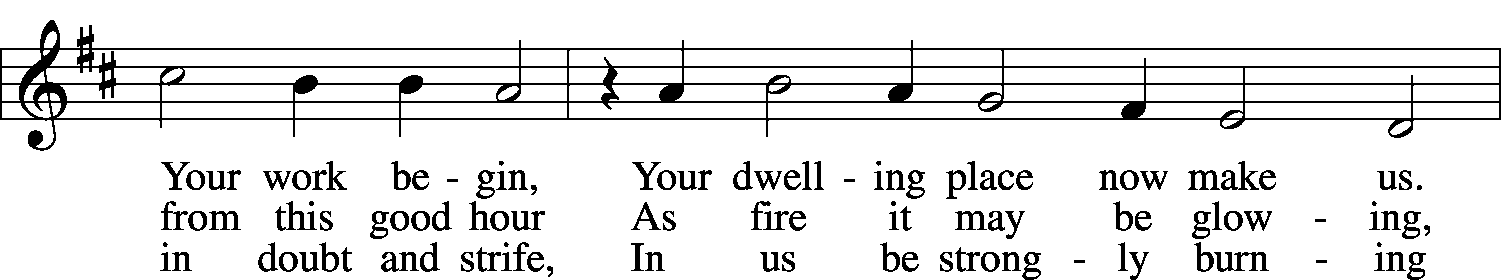 Your work be - gin, Your dwell - ing place now make us.
from this good hour As fire it may be glow - ing,
in doubt and strife, In us be strong - ly burn - ing